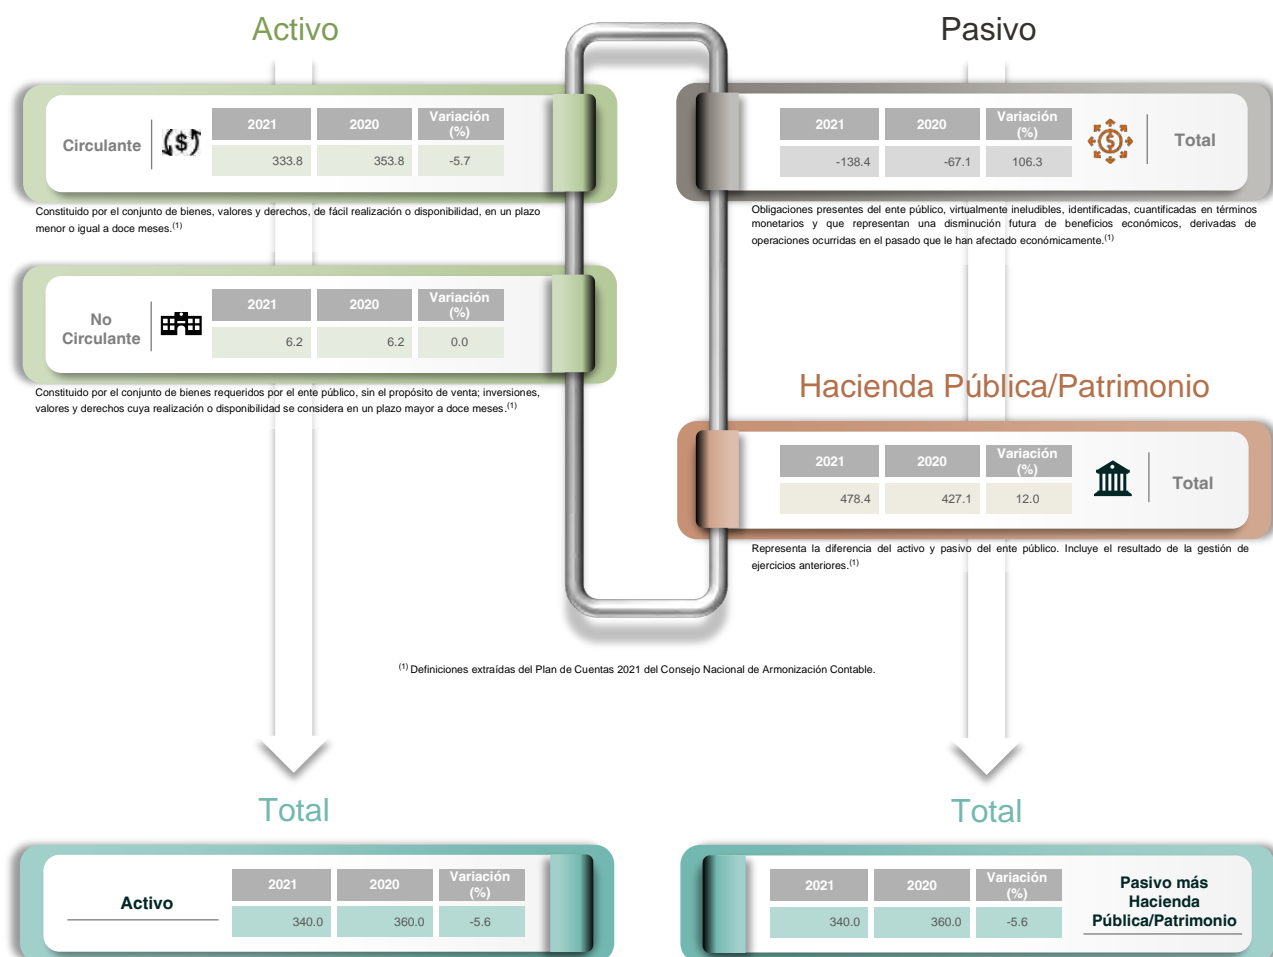 Activo
Circulante
2021 2020 Variación (%)
333.8 353.8 -5.7
Constituido por el conjunto de bienes, valores y derechos, de fácil realización o disponibilidad, en un plazo
menor o igual a doce meses.(1)
No
Circulante
2021 2020 Variación (%)
6.2 6.2 0.0
Constituido por el conjunto de bienes requeridos por el ente público, sin el propósito de venta; inversiones,
valores y derechos cuya realización o disponibilidad se considera en un plazo mayor a doce meses.(1)
Pasivo
2021 2020 Variación (%)
-138.4 -67.1 106.3
Total
Obligaciones presentes del ente público, virtualmente ineludibles, identificadas, cuantificadas en términos
monetarios y que representan una disminución futura de beneficios económicos, derivadas de
operaciones ocurridas en el pasado que le han afectado económicamente.(1)
Hacienda Pública/Patrimonio
2021 2020 Variación (%)
478.4 427.1 12.0
Total
Representa la diferencia del activo y pasivo del ente público. Incluye el resultado de la gestión de
ejercicios anteriores.(1)
(1) Definiciones extraídas del Plan de Cuentas 2021 del Consejo Nacional de Armonización Contable.
Total
Activo
2021 2020 Variación (%)
340.0 360.0 -5.6
Total
2021 2020 Variación (%)
340.0 360.0 -5.6
Pasivo más
Hacienda
Pública/Patrimonio